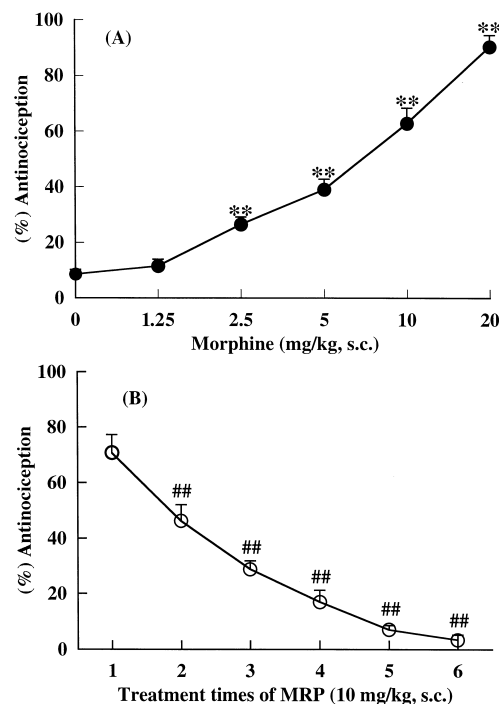 100
(A)
**
80
**
60
(%) Antinociception
**
40
**
20
0
0 1.25 2.5 5 10 20
Morphine (mg/kg, s.c.)
100
(B)
80
60
##
(%) Antinociception
40
##
##
20
##
##
0
1 2 3 4 5 6
Treatment times of MRP (10 mg/kg, s.c.)